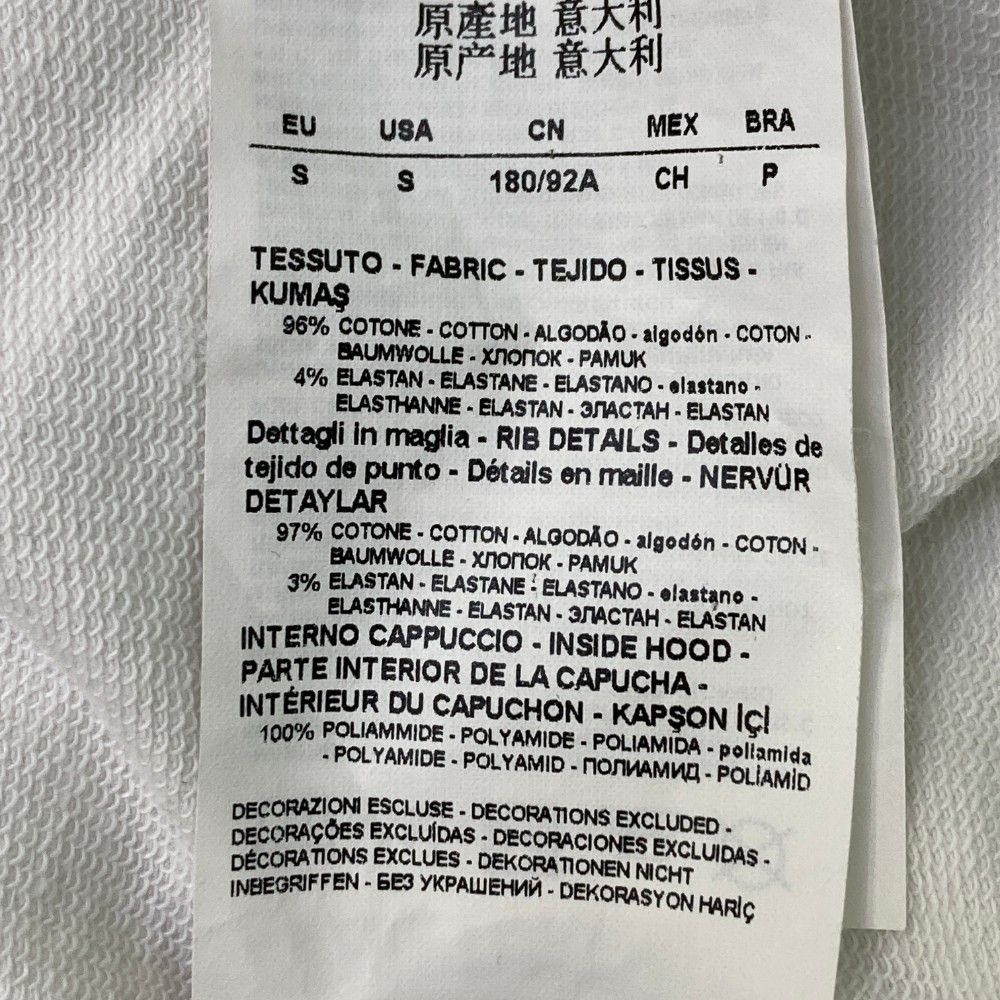 原產地 意大利
原产地 意大利
EU USA CN MEX BRA
S S 180/92A CH P
TESSUTO - FABRIC - TEJIDO - TISSUS -
KUMAŞ
96% COTONE - COTTON - ALGODÃO - algodón - COTON -
BAUMWOLLE - ХЛОПОК - PAMUK
4% ELASTAN - ELASTANE - ELASTANO - elastano -
ELASTHANNE - ELASTAN - ЭЛАСТАН - ELASTAN
Dettagli in maglia - RIB DETAILS - Detalles de
tejido de punto - Détails en maille - NERVÜR
DETAYLAR
97% COTONE - COTTON - ALGODÃO - algodón - COTON -
BAUMWOLLE - ХЛОПОК - PAMUK
3% ELASTAN - ELASTANE - ELASTANO - elastano -
ELASTHANNE - ELASTAN - ЭЛАСТАН - ELASTAN
INTERNO CAPPUCCIO - INSIDE HOOD -
PARTE INTERIOR DE LA CAPUCHA -
INTÉRIEUR DU CAPUCHON - KAPŞON İÇİ
100% POLIAMMIDE - POLYAMIDE - POLIAMIDA - poliamida
- POLYAMIDE - POLYAMID - ПОЛИАМИД - POLİAMİD
DECORAZIONI ESCLUSE - DECORATIONS EXCLUDED -
DECORAÇÕES EXCLUÍDAS - DECORACIONES EXCLUIDAS -
DÉCORATIONS EXCLUES - DEKORATIONEN NICHT
INBEGRIFFEN - БЕЗ УКРАШЕНИЙ - DEKORASYON HARİÇ